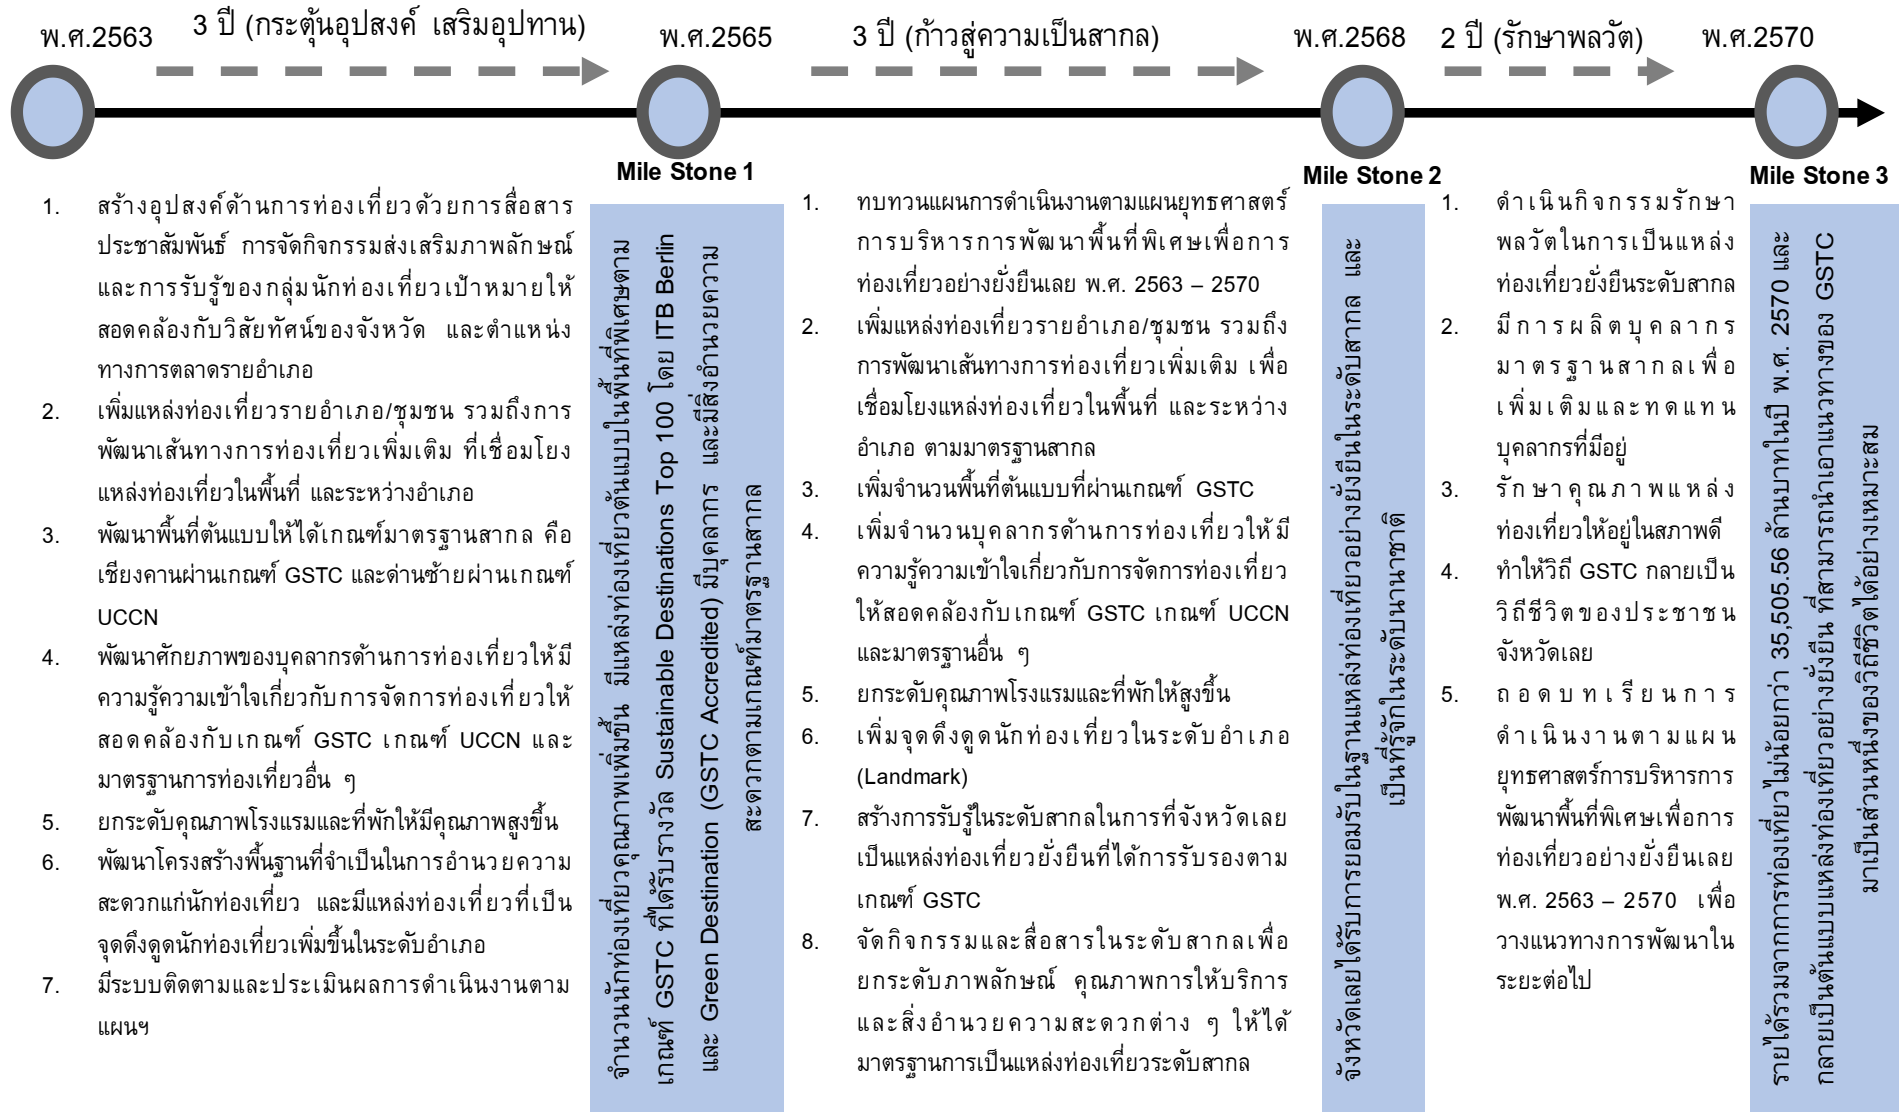 พ.ศ.2563
3 ปี (กระตุ้นอุปสงค์ เสริมอุปทาน)
พ.ศ.2565
3 ปี (ก้าวสู่ความเป็นสากล)
พ.ศ.2568
2 ปี (รักษาพลวัต)
พ.ศ.2570
1. สร้างอุปสงค์ด้านการท่องเที่ยวด้วยการสื่อสาร
ประชาสัมพันธ์ การจัดกิจกรรมส่งเสริมภาพลักษณ์
และการรับรู้ของกลุ่มนักท่องเที่ยวเป้าหมายให้
สอดคล้องกับวิสัยทัศน์ของจังหวัด และตำแหน่ง
ทางการตลาดรายอำเภอ
2. เพิ่มแหล่งท่องเที่ยวรายอำเภอ/ชุมชน รวมถึงการ
พัฒนาเส้นทางการท่องเที่ยวเพิ่มเติม ที่เชื่อมโยง
แหล่งท่องเที่ยวในพื้นที่ และระหว่างอำเภอ
3. พัฒนาพื้นที่ต้นแบบให้ได้เกณฑ์มาตรฐานสากล คือ
เชียงคานผ่านเกณฑ์ GSTC และด่านซ้ายผ่านเกณฑ์
UCCN
4. พัฒนาศักยภาพของบุคลากรด้านการท่องเที่ยวให้มี
ความรู้ความเข้าใจเกี่ยวกับการจัดการท่องเที่ยวให้
สอดคล้องกับเกณฑ์ GSTC เกณฑ์ UCCN และ
มาตรฐานการท่องเที่ยวอื่น ๆ
5. ยกระดับคุณภาพโรงแรมและที่พักให้มีคุณภาพสูงขึ้น
6. พัฒนาโครงสร้างพื้นฐานที่จำเป็นในการอำนวยความ
สะดวกแก่นักท่องเที่ยว และมีแหล่งท่องเที่ยวที่เป็น
จุดดึงดูดนักท่องเที่ยวเพิ่มขึ้นในระดับอำเภอ
7. มีระบบติดตามและประเมินผลการดำเนินงานตาม
แผนฯ
Mile Stone 1
จำนวนนักท่องเที่ยวคุณภาพเพิ่มขึ้น มีแหล่งท่องเที่ยวต้นแบบในพื้นที่พิเศษตาม
เกณฑ์ GSTC ที่ได้รับรางวัล Sustainable Destinations Top 100 โดย ITB Berlin
และ Green Destination (GSTC Accredited) มีบุคลากร และมีสิ่งอำนวยความ
สะดวกตามเกณฑ์มาตรฐานสากล
1. ทบทวนแผนการดำเนินงานตามแผนยุทธศาสตร์
การบริหารการพัฒนาพื้นที่พิเศษเพื่อการ
ท่องเที่ยวอย่างยั่งยืนเลย พ.ศ. 2563 – 2570
2. เพิ่มแหล่งท่องเที่ยวรายอำเภอ/ชุมชน รวมถึง
การพัฒนาเส้นทางการท่องเที่ยวเพิ่มเติม เพื่อ
เชื่อมโยงแหล่งท่องเที่ยวในพื้นที่ และระหว่าง
อำเภอ ตามมาตรฐานสากล
3. เพิ่มจำนวนพื้นที่ต้นแบบที่ผ่านเกณฑ์ GSTC
4. เพิ่มจำนวนบุคลากรด้านการท่องเที่ยวให้มี
ความรู้ความเข้าใจเกี่ยวกับการจัดการท่องเที่ยว
ให้สอดคล้องกับเกณฑ์ GSTC เกณฑ์ UCCN
และมาตรฐานอื่น ๆ
5. ยกระดับคุณภาพโรงแรมและที่พักให้สูงขึ้น
6. เพิ่มจุดดึงดูดนักท่องเที่ยวในระดับอำเภอ
(Landmark)
7. สร้างการรับรู้ในระดับสากลในการที่จังหวัดเลย
เป็นแหล่งท่องเที่ยวยั่งยืนที่ได้การรับรองตาม
เกณฑ์ GSTC
8. จัดกิจกรรมและสื่อสารในระดับสากลเพื่อ
ยกระดับภาพลักษณ์ คุณภาพการให้บริการ
และสิ่งอำนวยความสะดวกต่าง ๆ ให้ได้
มาตรฐานการเป็นแหล่งท่องเที่ยวระดับสากล
Mile Stone 2
จังหวัดเลยได้รับการยอมรับในฐานแหล่งท่องเที่ยวอย่างยั่งยืนในระดับสากล และ
เป็นที่รู้จักในระดับนานาชาติ
1. ดำเนินกิจกรรมรักษา
พลวัตในการเป็นแหล่ง
ท่องเที่ยวยั่งยืนระดับสากล
2. มีการผลิตบุคลากร
มาตรฐานสากลเพื่อ
เพิ่มเติมและทดแทน
บุคลากรที่มีอยู่
3. รักษาคุณภาพแหล่ง
ท่องเที่ยวให้อยู่ในสภาพดี
4. ทำให้วิถี GSTC กลายเป็น
วิถีชีวิตของประชาชน
จังหวัดเลย
5. ถอดบทเรียนการ
ดำเนินงานตามแผน
ยุทธศาสตร์การบริหารการ
พัฒนาพื้นที่พิเศษเพื่อการ
ท่องเที่ยวอย่างยั่งยืนเลย
พ.ศ. 2563 – 2570 เพื่อ
วางแนวทางการพัฒนาใน
ระยะต่อไป
Mile Stone 3
รายได้รวมจากการท่องเที่ยวไม่น้อยกว่า 35,505.56 ล้านบาทในปี พ.ศ. 2570 และ
กลายเป็นต้นแบบแหล่งท่องเที่ยวอย่างยั่งยืน ที่สามารถนำเอาแนวทางของ GSTC
มาเป็นส่วนหนึ่งของวิถีชีวิตได้อย่างเหมาะสม